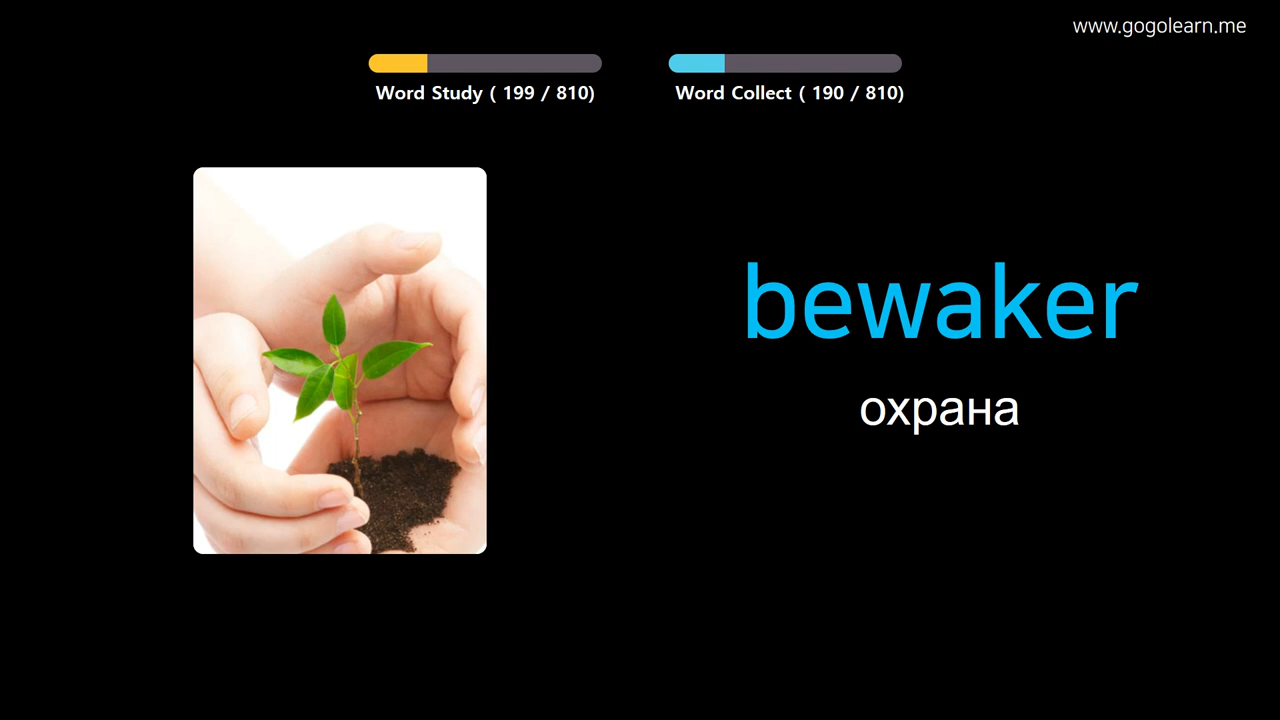 www.gogolearn.me
Word Study ( 199 / 810)
Word Collect ( 190 / 810)
bewaker
охрана